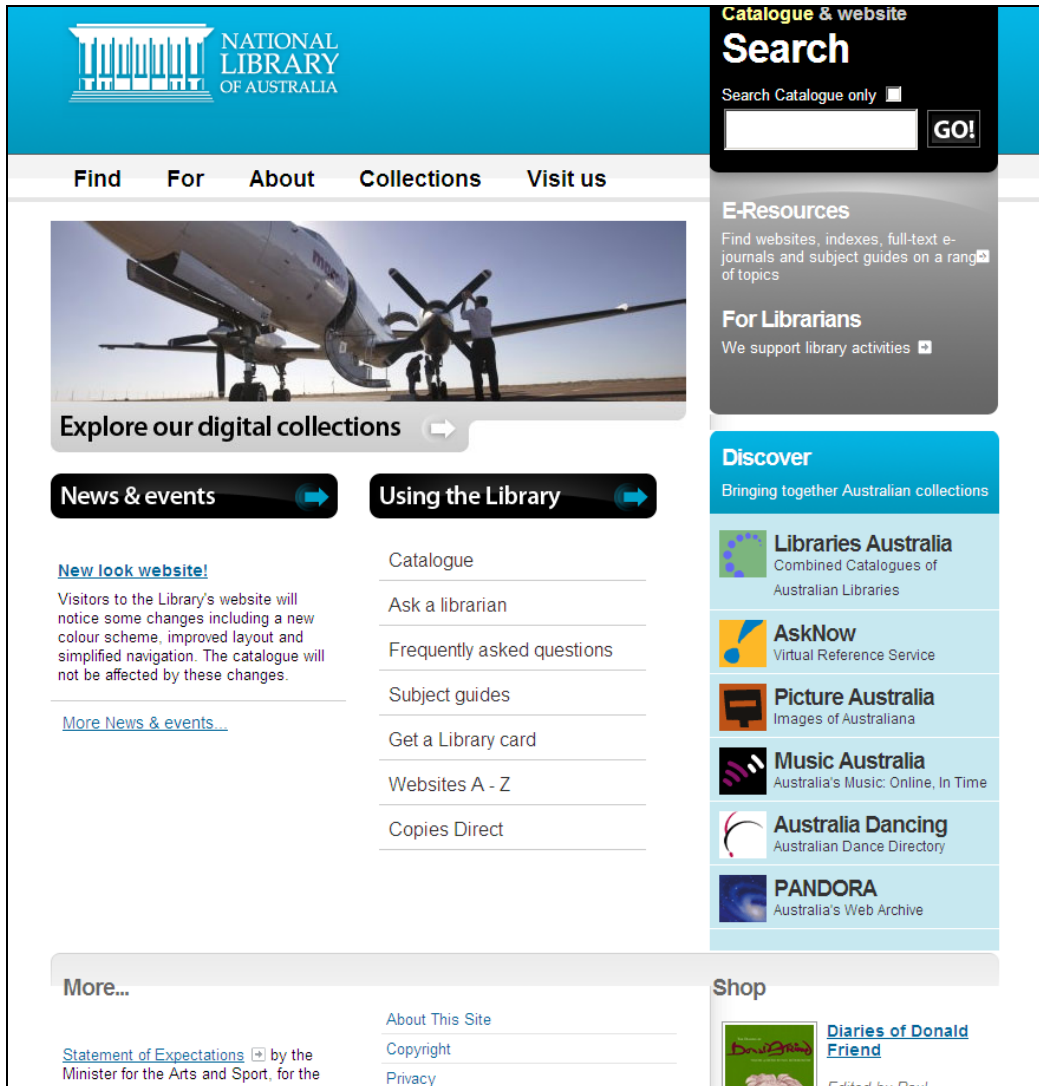 NATIONAL
LIBRARY
OF AUSTRALIA
Catalogue & website
Search
Search Catalogue only
GO!
Find For About Collections Visit us
Explore our digital collections
E-Resources
Find websites, indexes, full-text e-
journals and subject guides on a rang
of topics
For Librarians
We support library activities
News & events
New look website!
Visitors to the Library's website will
notice some changes including a new
colour scheme, improved layout and
simplified navigation. The catalogue will
not be affected by these changes.
More News & events...
Using the Library
Catalogue
Ask a librarian
Frequently asked questions
Subject guides
Get a Library card
Websites A - Z
Copies Direct
Discover
Bringing together Australian collections
Libraries Australia
Combined Catalogues of
Australian Libraries
AskNow
Virtual Reference Service
Picture Australia
Images of Australiana
Music Australia
Australia's Music: Online, In Time
Australia Dancing
Australian Dance Directory
PANDORA
Australia's Web Archive
More...
Statement of Expectations by the
Minister for the Arts and Sport, for the
About This Site
Copyright
Privacy
Shop
Donald Friend
Diaries of Donald
Friend
Edited by Paul